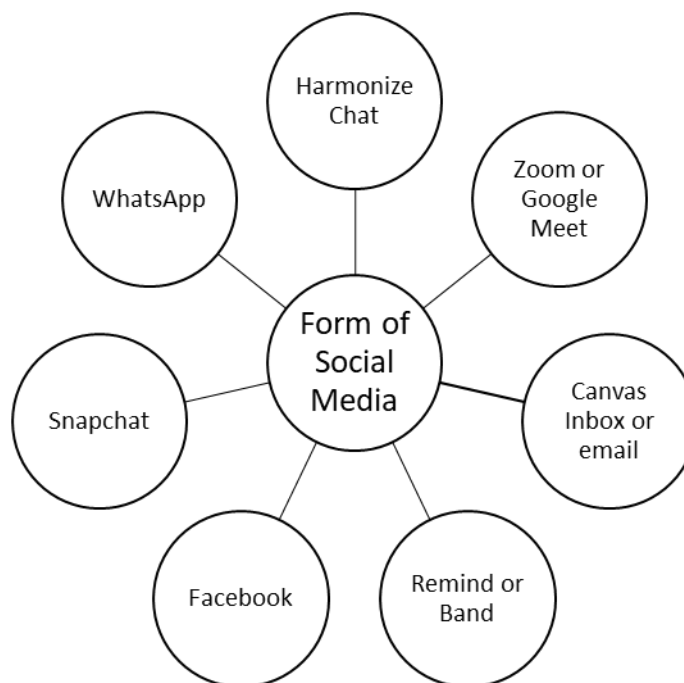 Harmonize
Chat
Zoom or
Google
Meet
Canvas
Inbox or
email
Remind or
Band
Facebook
Snapchat
WhatsApp
Form of
Social
Media